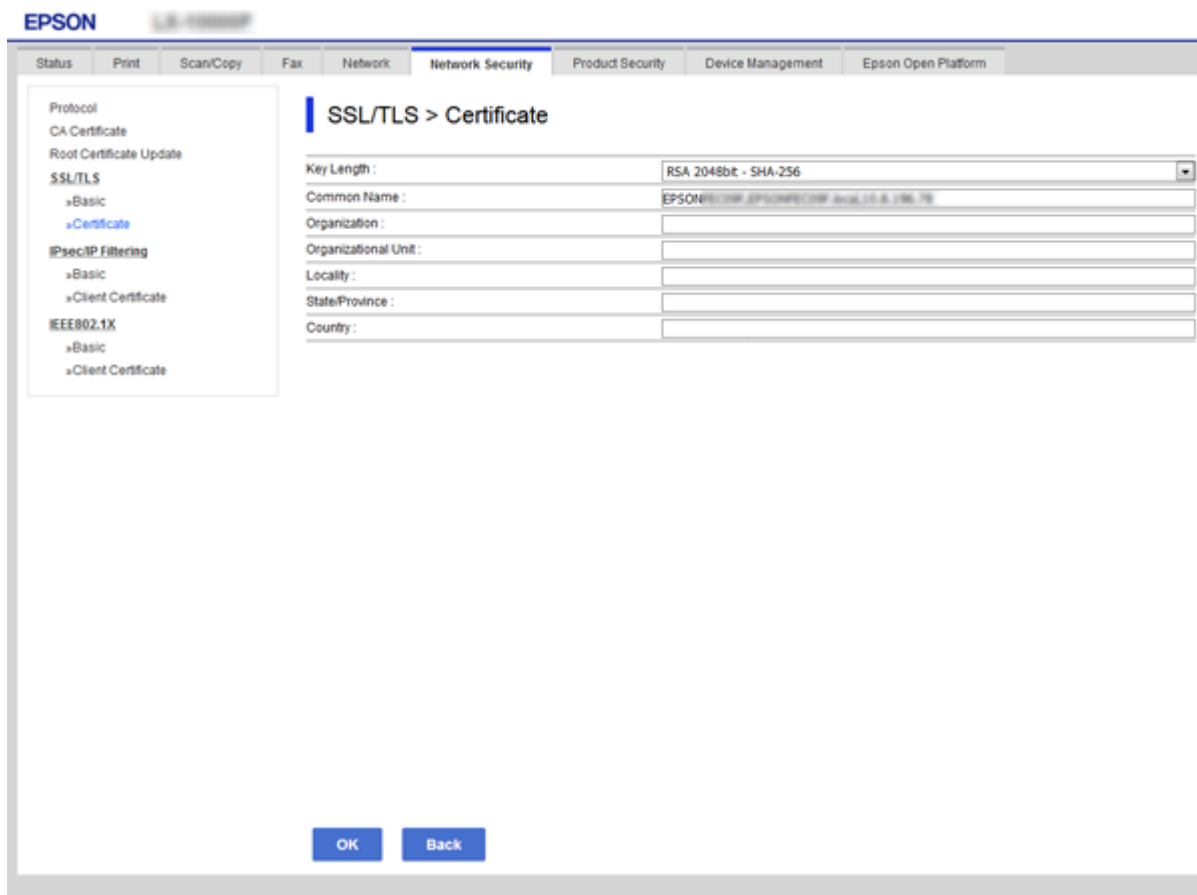 EPSON
Status Print Scan/Copy Fax Network Network Security Product Security Device Management Epson Open Platform
Protocol
CA Certificate
Root Certificate Update
SSL/TLS
»Basic
»Certificate
IPsec/IP Filtering
»Basic
»Client Certificate
IEEE802.1X
»Basic
»Client Certificate
SSL/TLS > Certificate
Key Length : RSA 2048bit - SHA-256
Common Name : EPSON
Organization :
Organizational Unit :
Locality :
State/Province :
Country :
OK Back